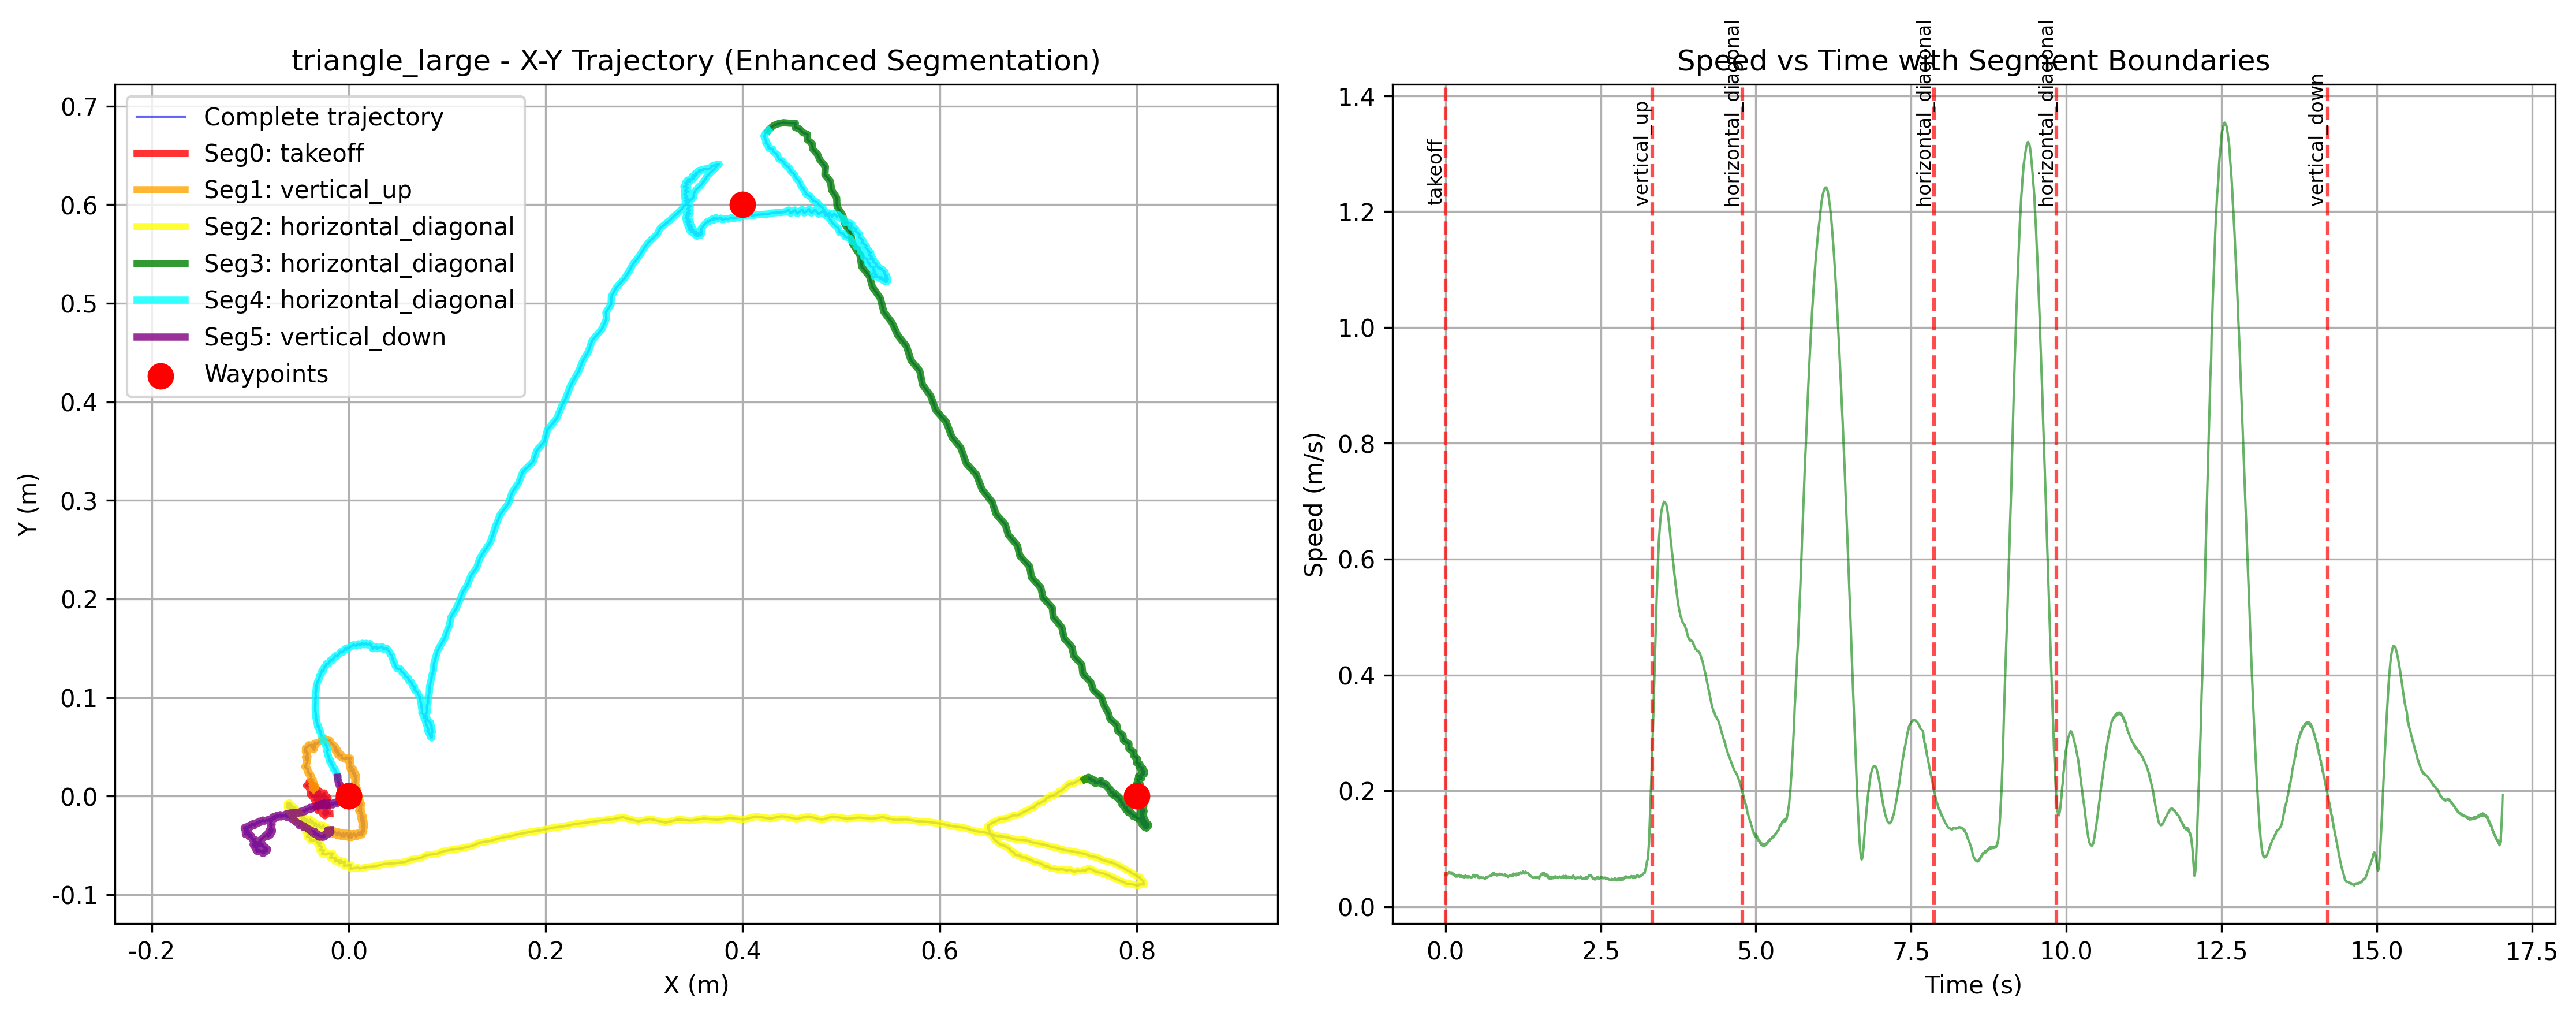 triangle_large - X-Y Trajectory (Enhanced Segmentation)
Complete trajectory
Seg0: takeoff
Seg1: vertical_up
Seg2: horizontal_diagonal
Seg3: horizontal_diagonal
Seg4: horizontal_diagonal
Seg5: vertical_down
Waypoints
0.7
0.6
0.5
0.4
0.3
0.2
0.1
0.0
-0.1
Y (m)
-0.2
0.0
0.2
0.4
0.6
0.8
X (m)
Speed vs Time with Segment Boundaries
takeoff
vertical_up
horizontal_diagonal
horizontal_diagonal
horizontal_diagonal
vertical_down
1.4
1.2
1.0
0.8
0.6
0.4
0.2
0.0
Speed (m/s)
0.0
2.5
5.0
7.5
10.0
12.5
15.0
17.5
Time (s)